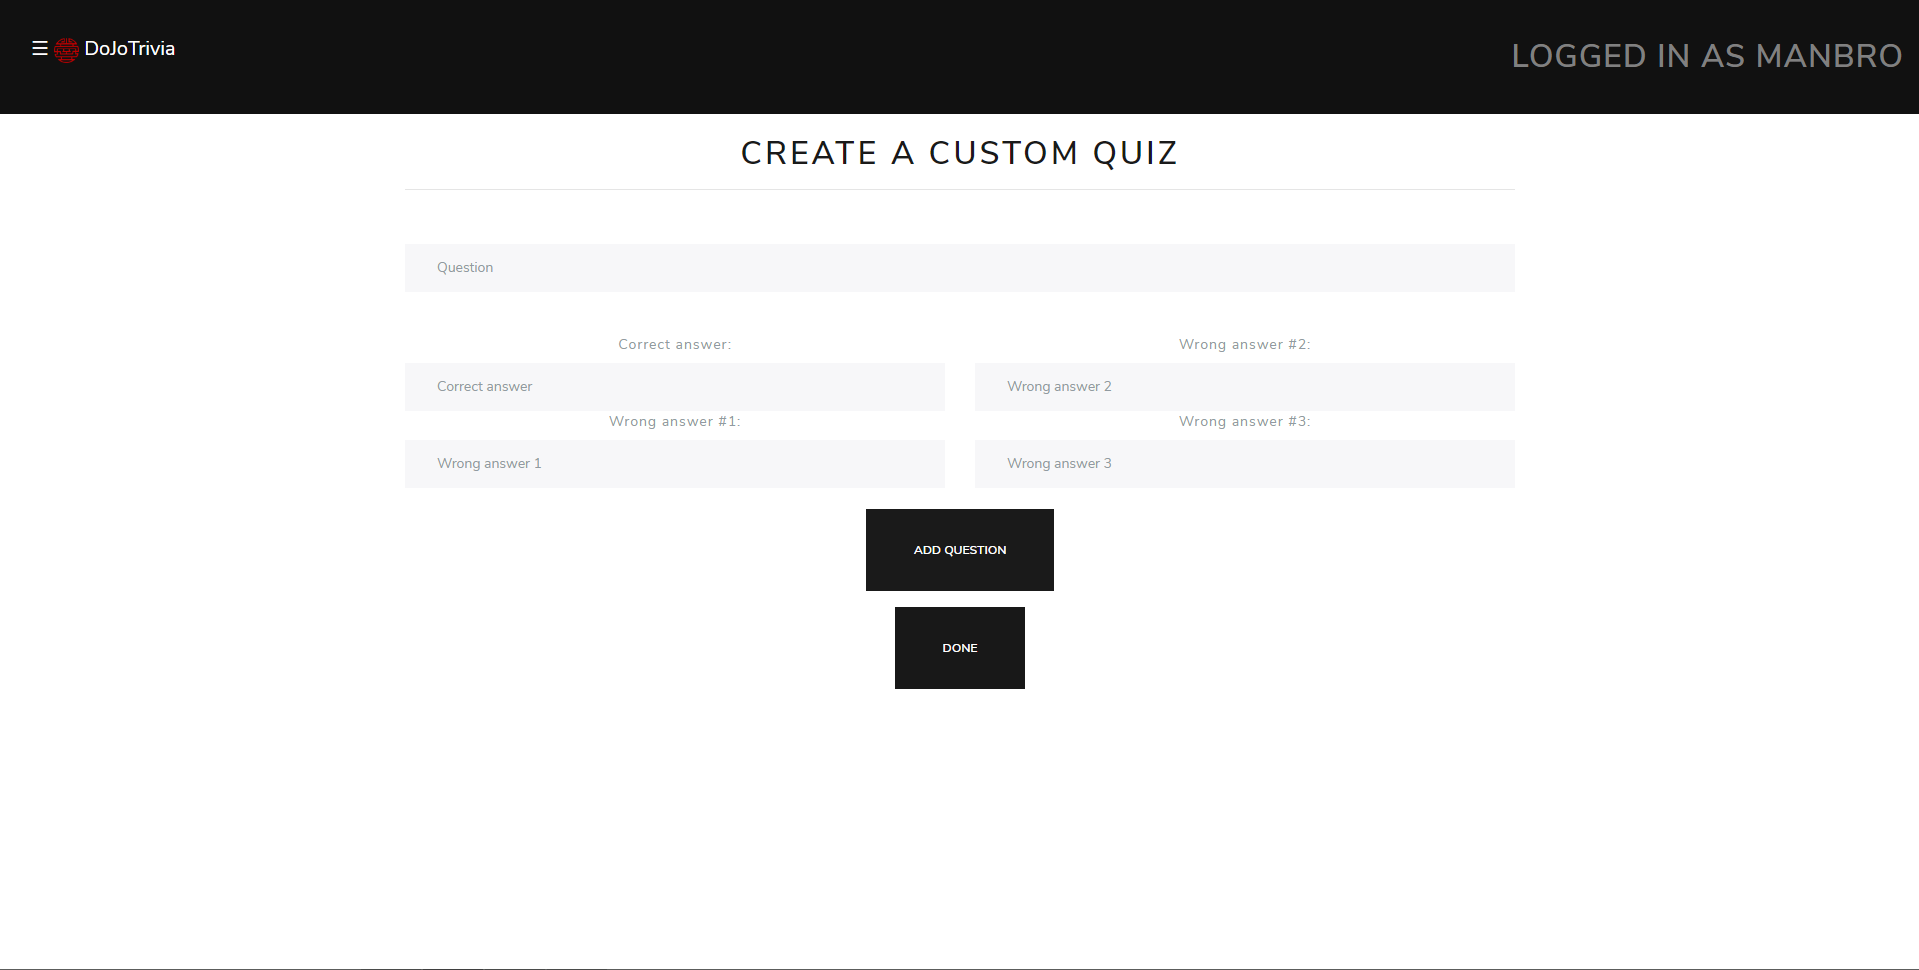 ☰ DoJoTrivia
LOGGED IN AS MANBRO
CREATE A CUSTOM QUIZ
Question
Correct answer:
Wrong answer #2:
Correct answer
Wrong answer 2
Wrong answer #1:
Wrong answer #3:
Wrong answer 1
Wrong answer 3
ADD QUESTION
DONE